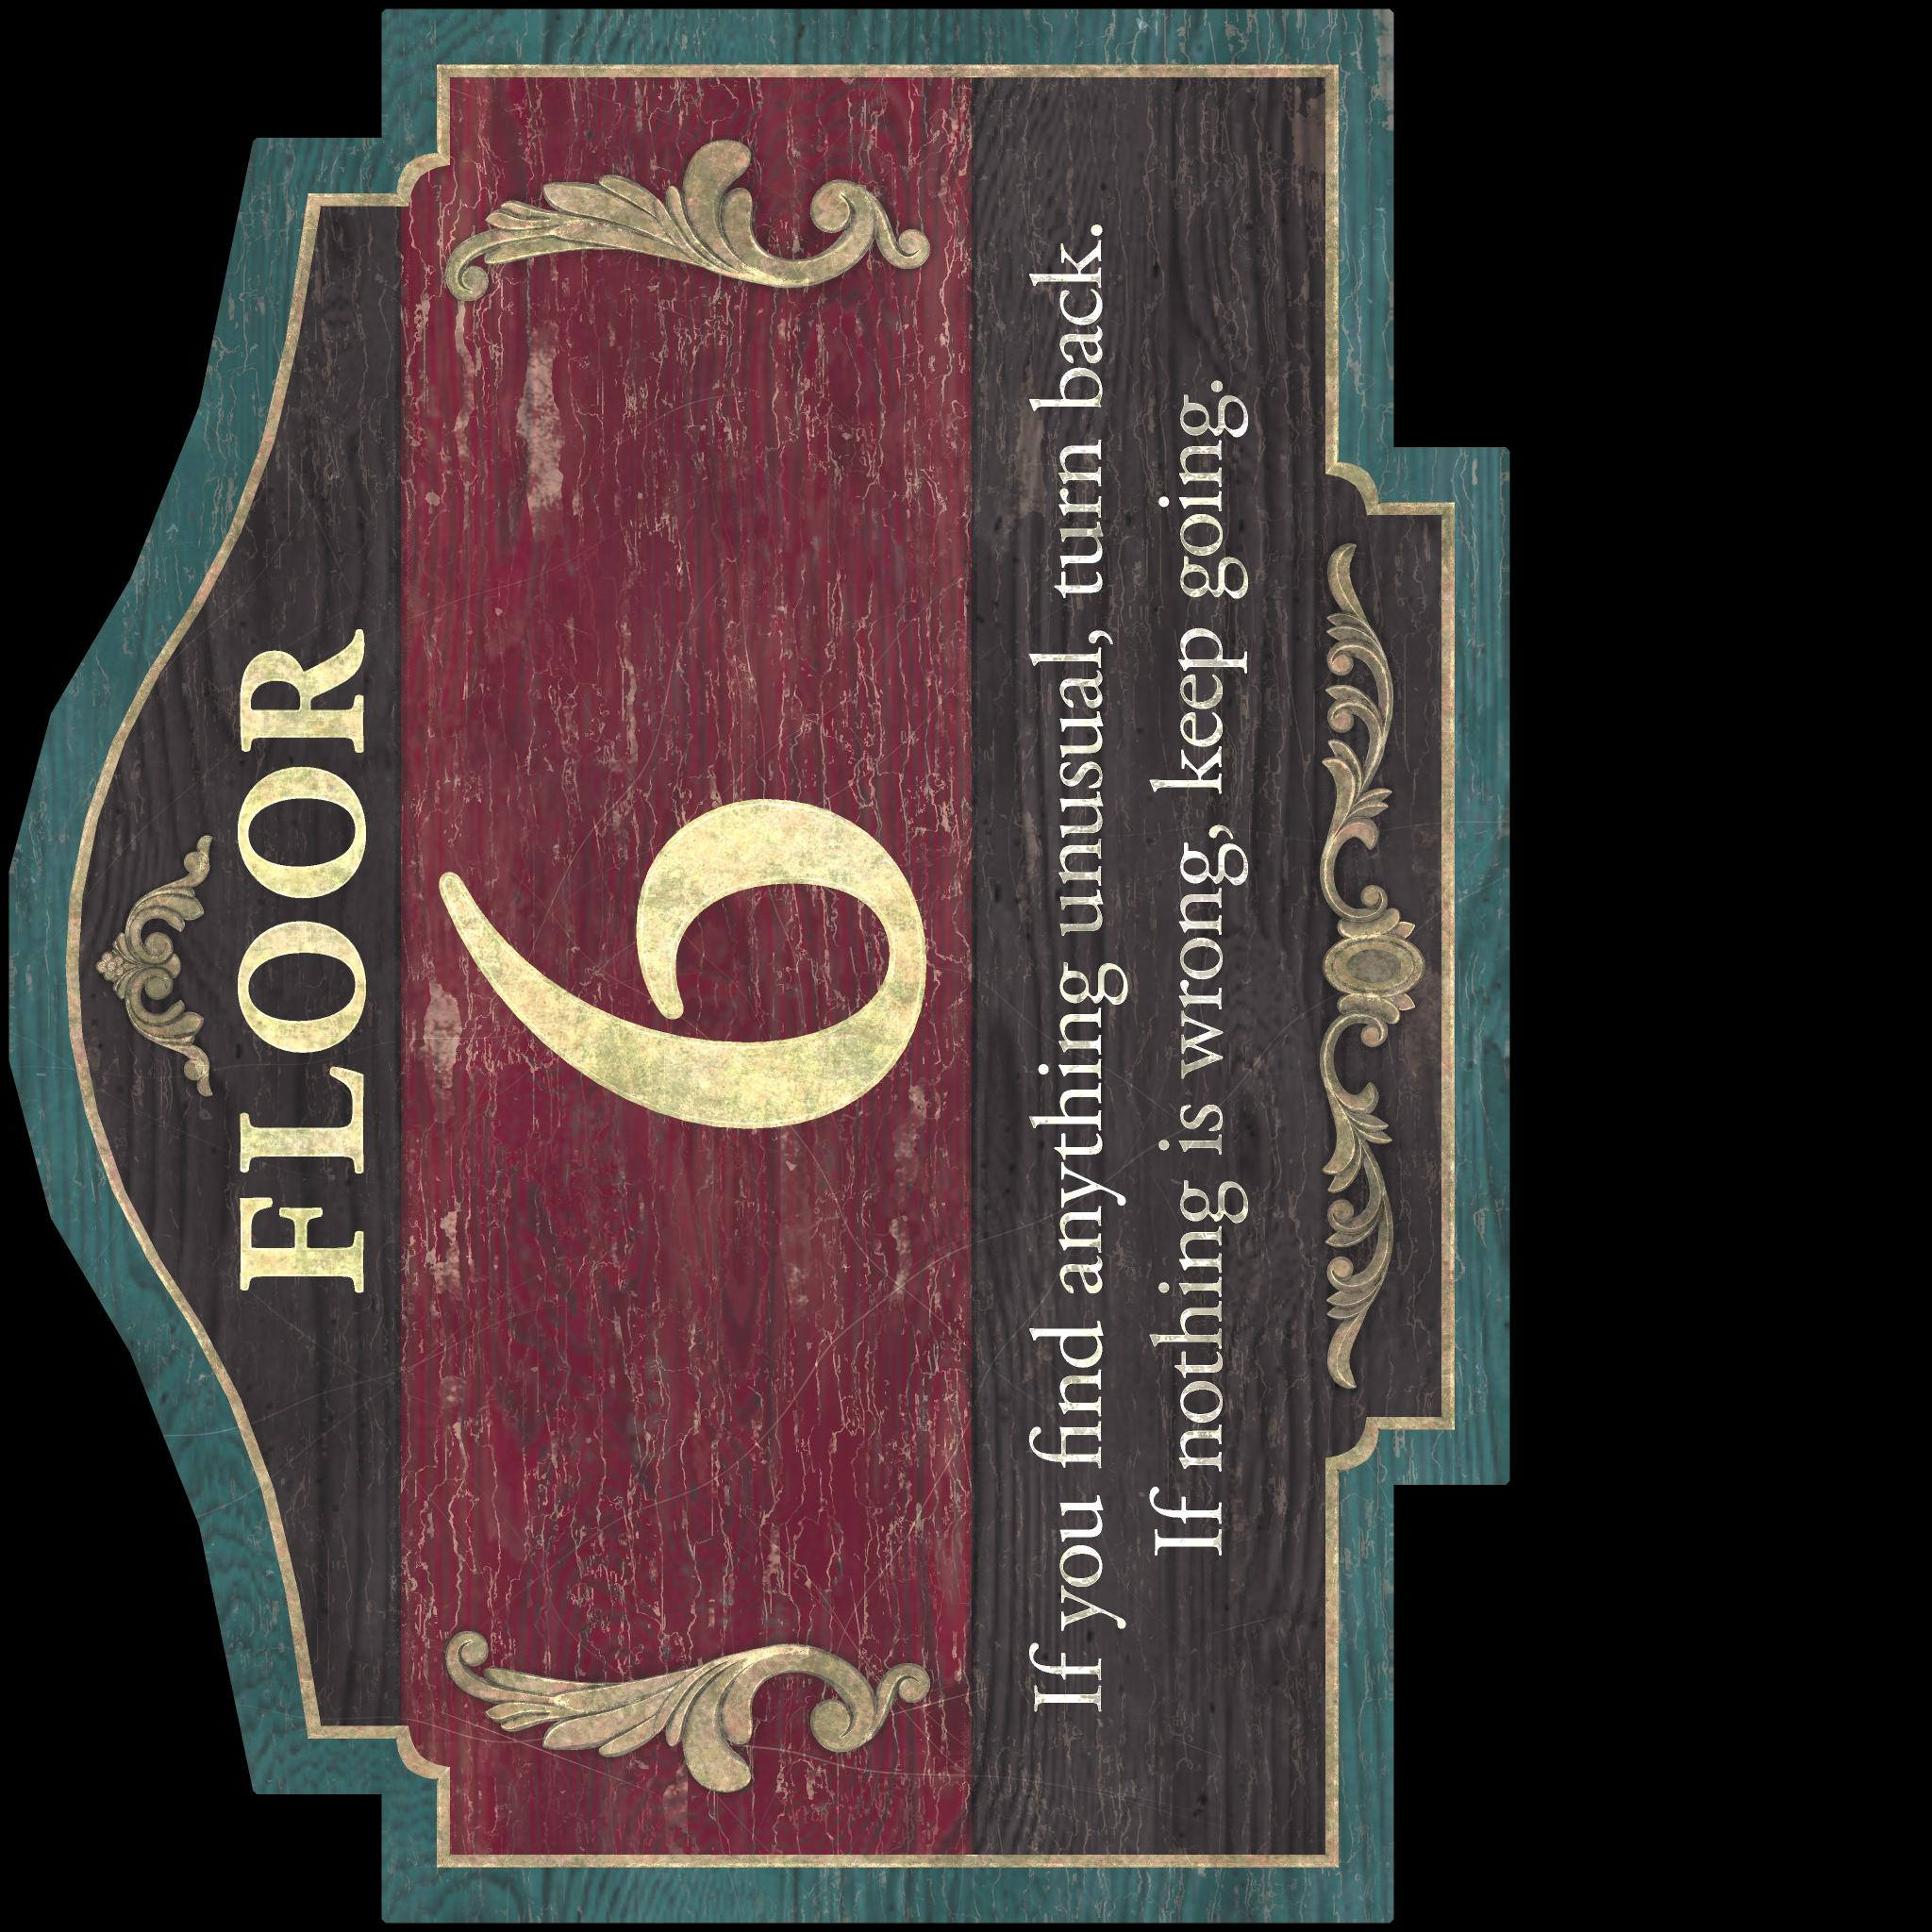 FLOOR
6
If you find anything unusual, turn back.
If nothing is wrong, keep going.